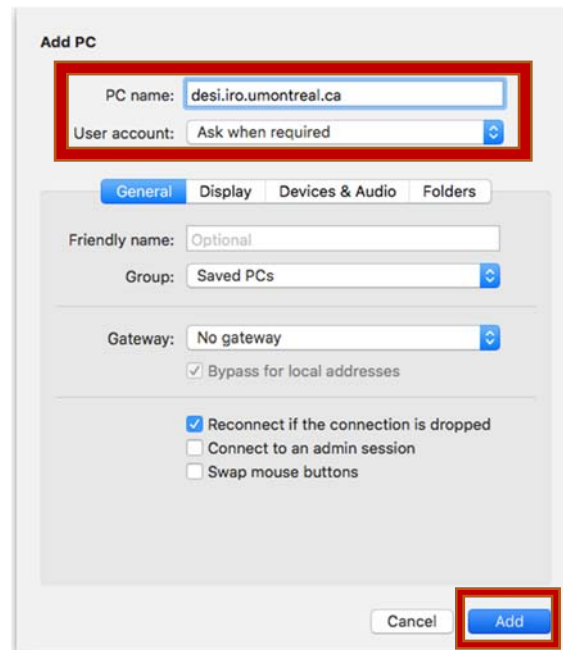 Add PC
PC name: desi.iro.umontreal.ca
User account: Ask when required
General Display Devices & Audio Folders
Friendly name: Optional
Group: Saved PCs
Gateway: No gateway
Bypass for local addresses
Reconnect if the connection is dropped
Connect to an admin session
Swap mouse buttons
Cancel Add